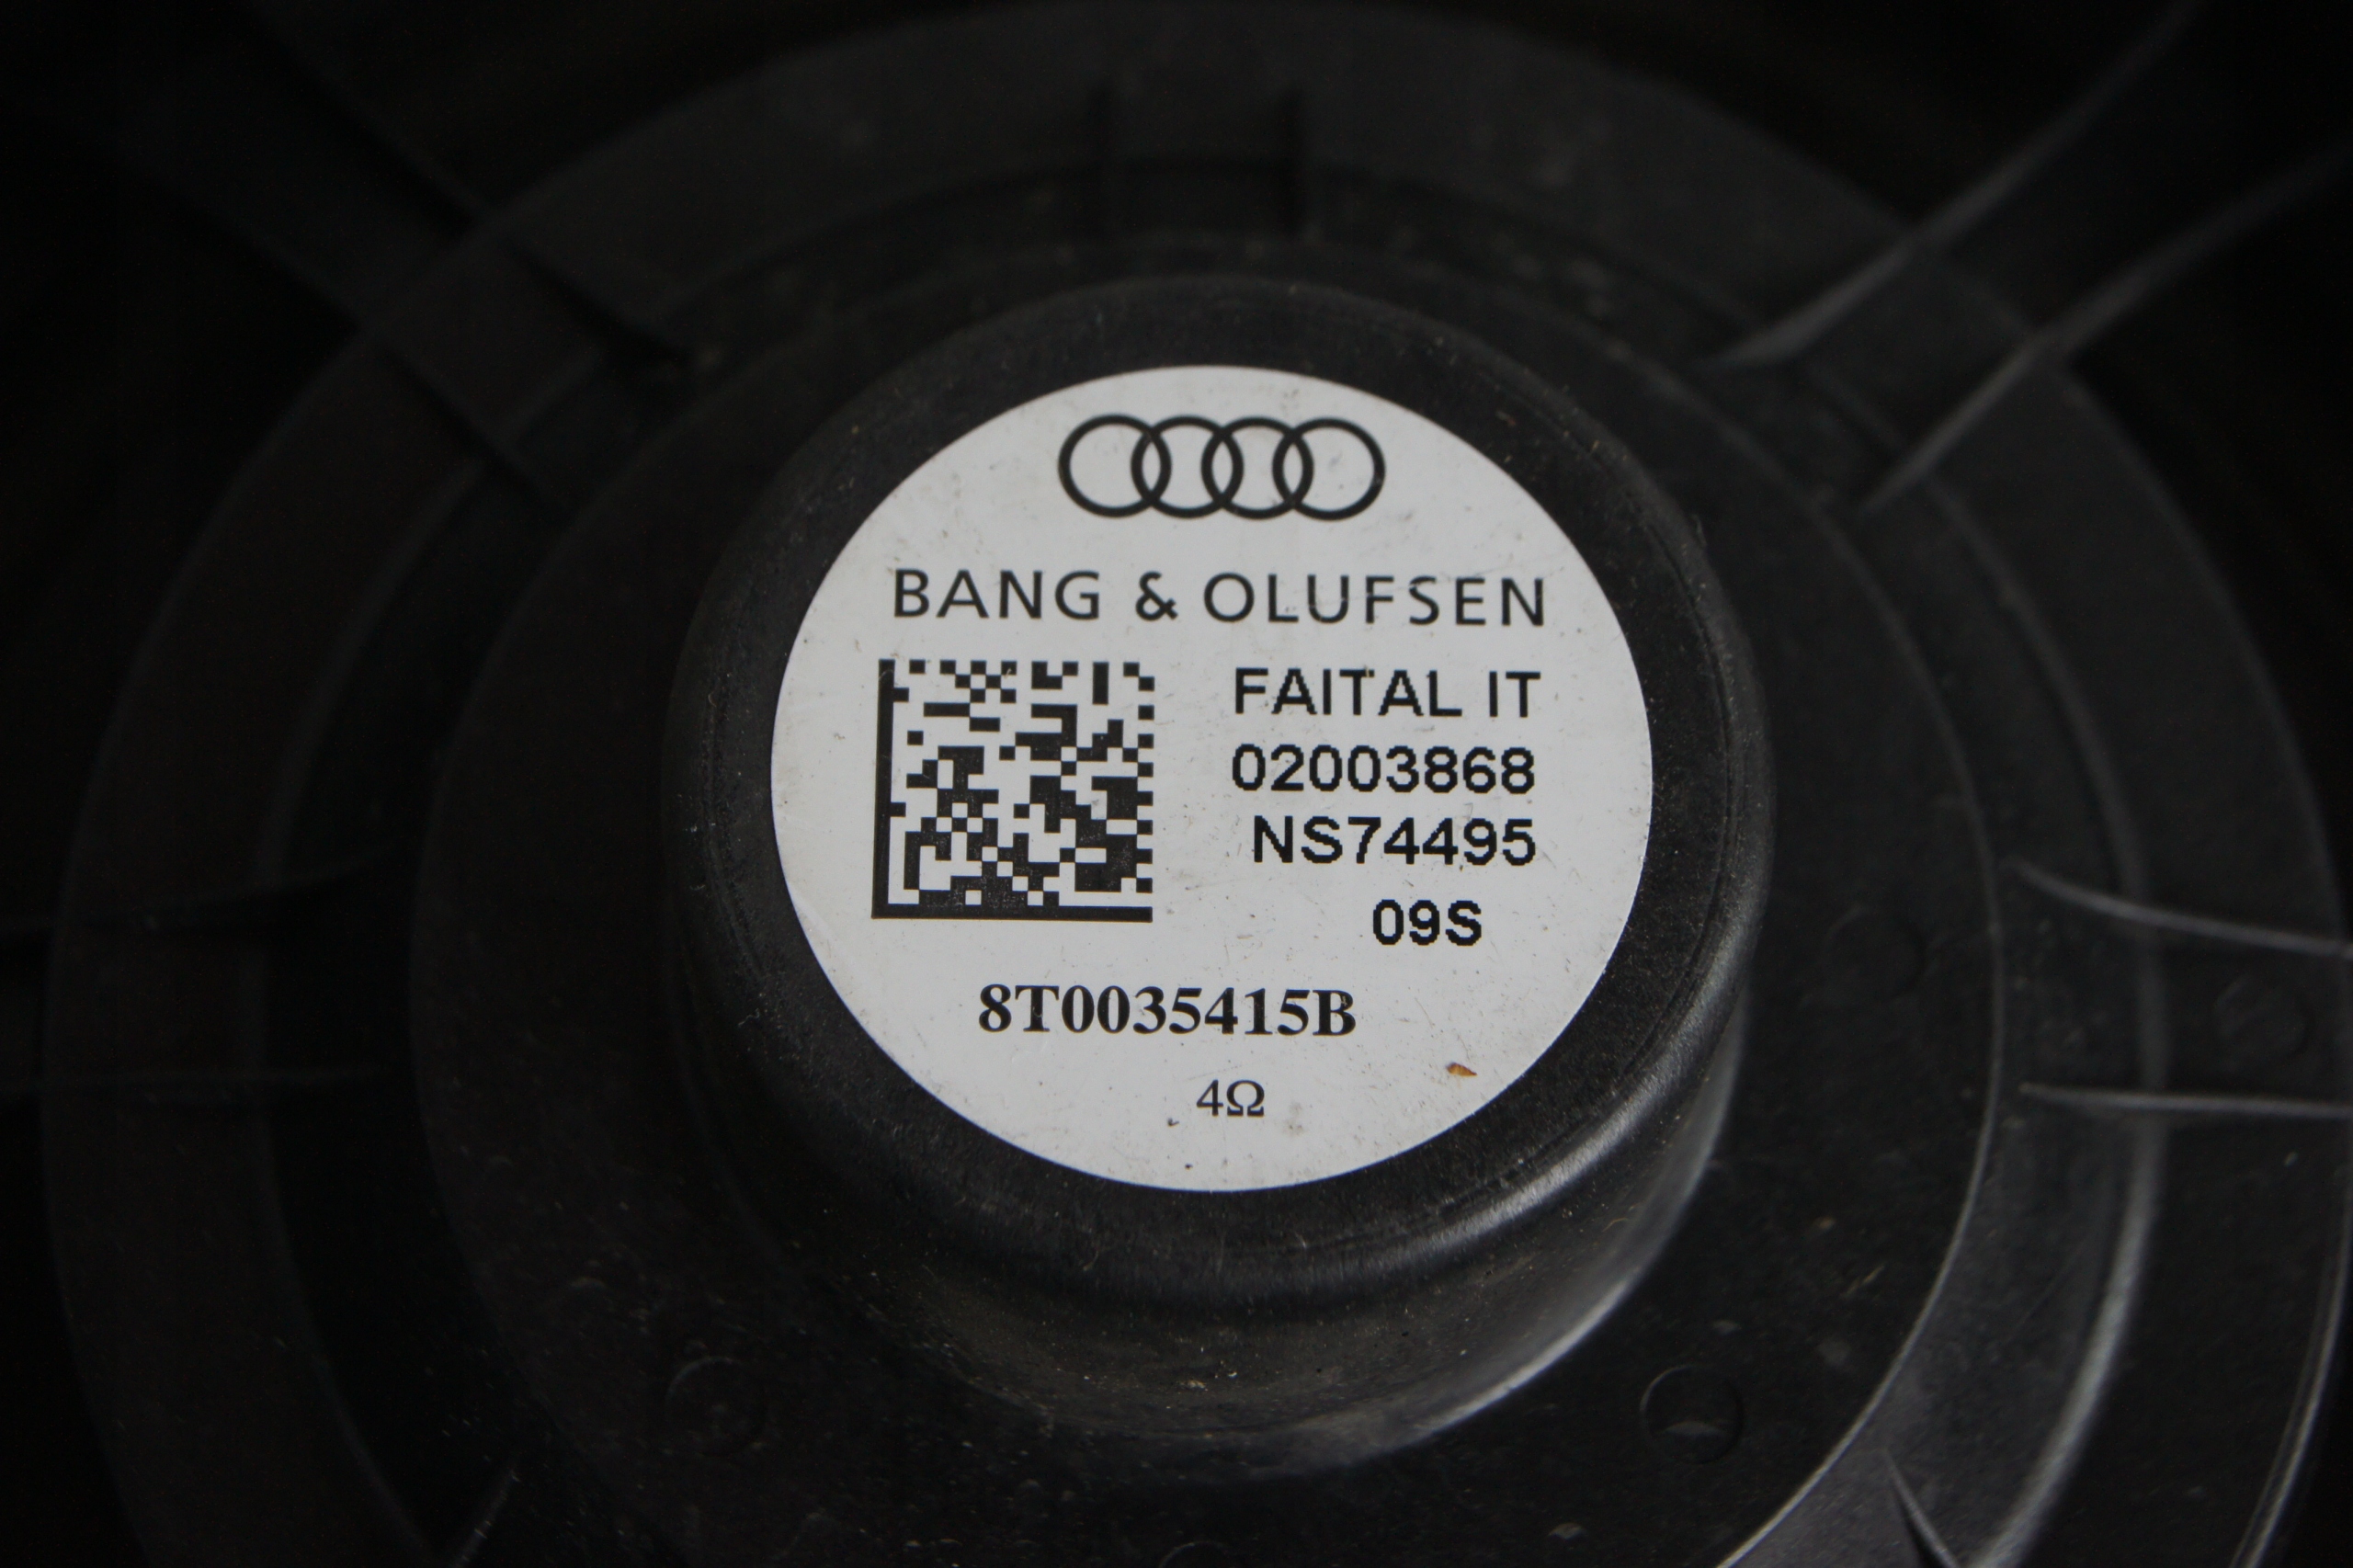 BANG & OLUFSEN
FAITAL IT
02003868
NS74495
09S
8T0035415B
4Ω